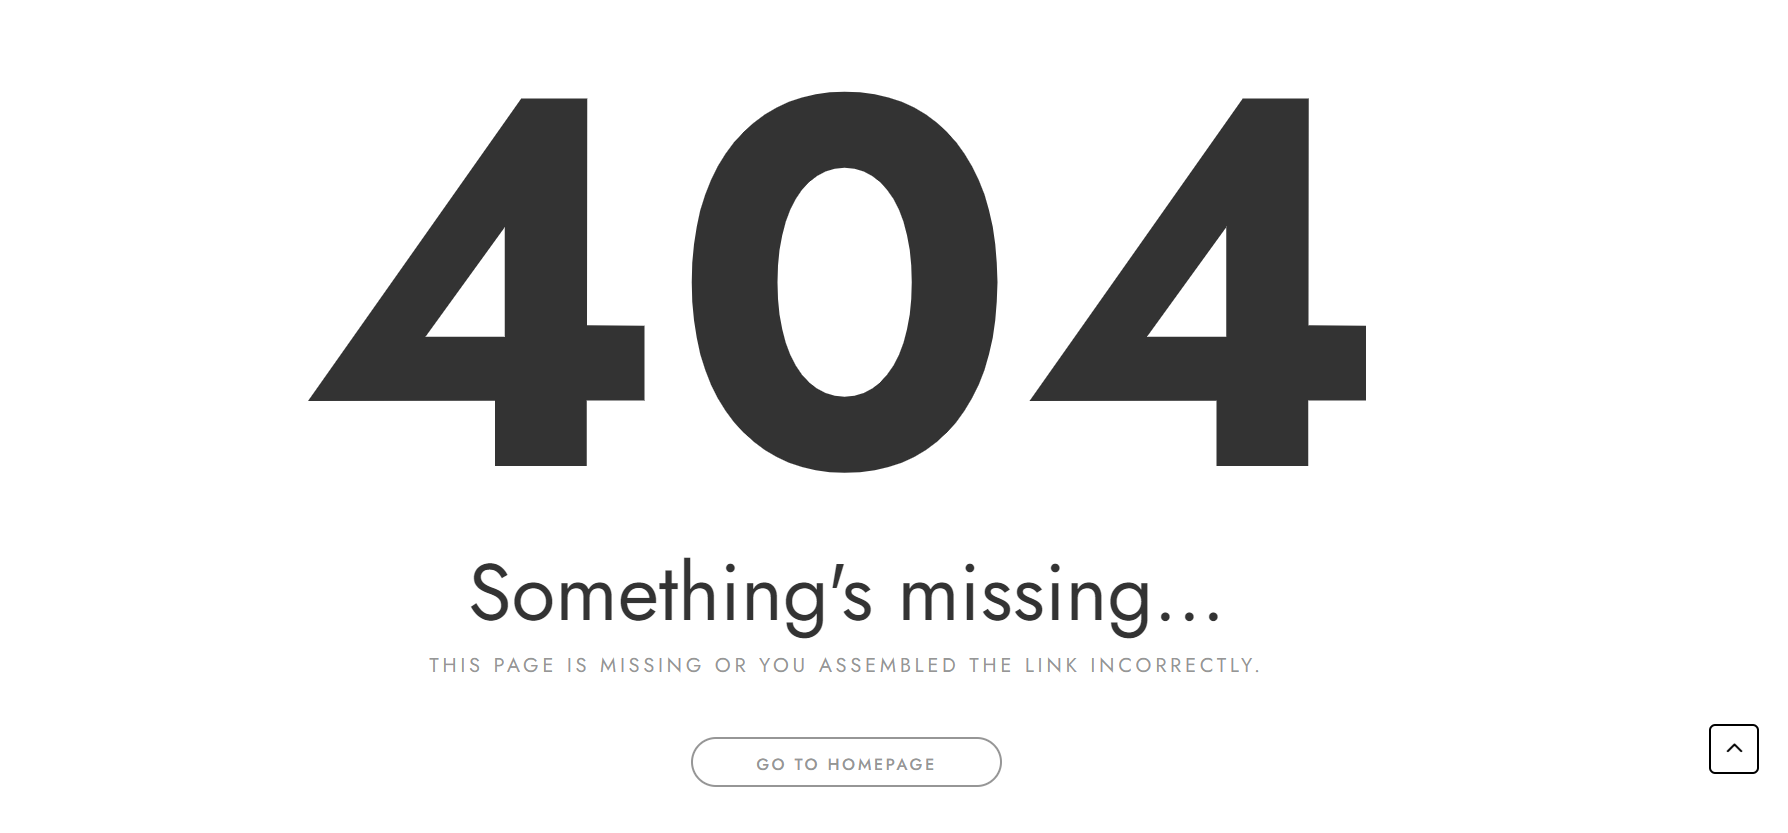 404
Something's missing...
THIS PAGE IS MISSING OR YOU ASSEMBLED THE LINK INCORRECTLY.
GO TO HOMEPAGE